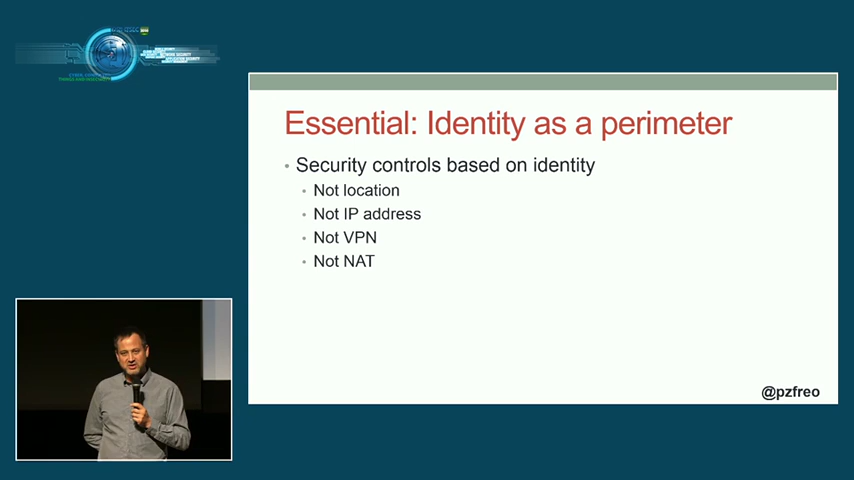 Essential: Identity as a perimeter
• Security controls based on identity
• Not location
• Not IP address
• Not VPN
• Not NAT
@pzfreo